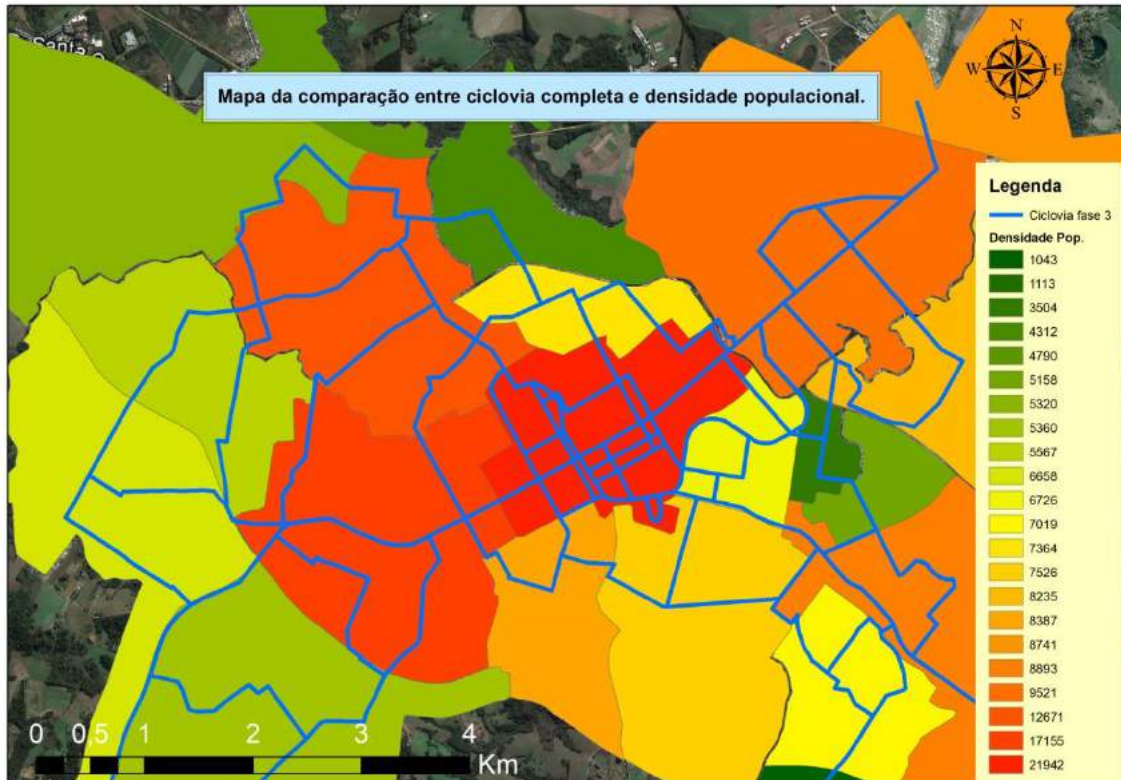 Santa
Mapa da comparação entre ciclovia completa e densidade populacional.
N
W E
S
Legenda
Ciclovia fase 3
Densidade Pop.
1043
1113
3504
4312
4790
5158
5320
5360
5567
6658
6726
7019
7364
7526
8235
8387
8741
8893
9521
12671
17155
21942
0 0,5 1 2 3 4
Km